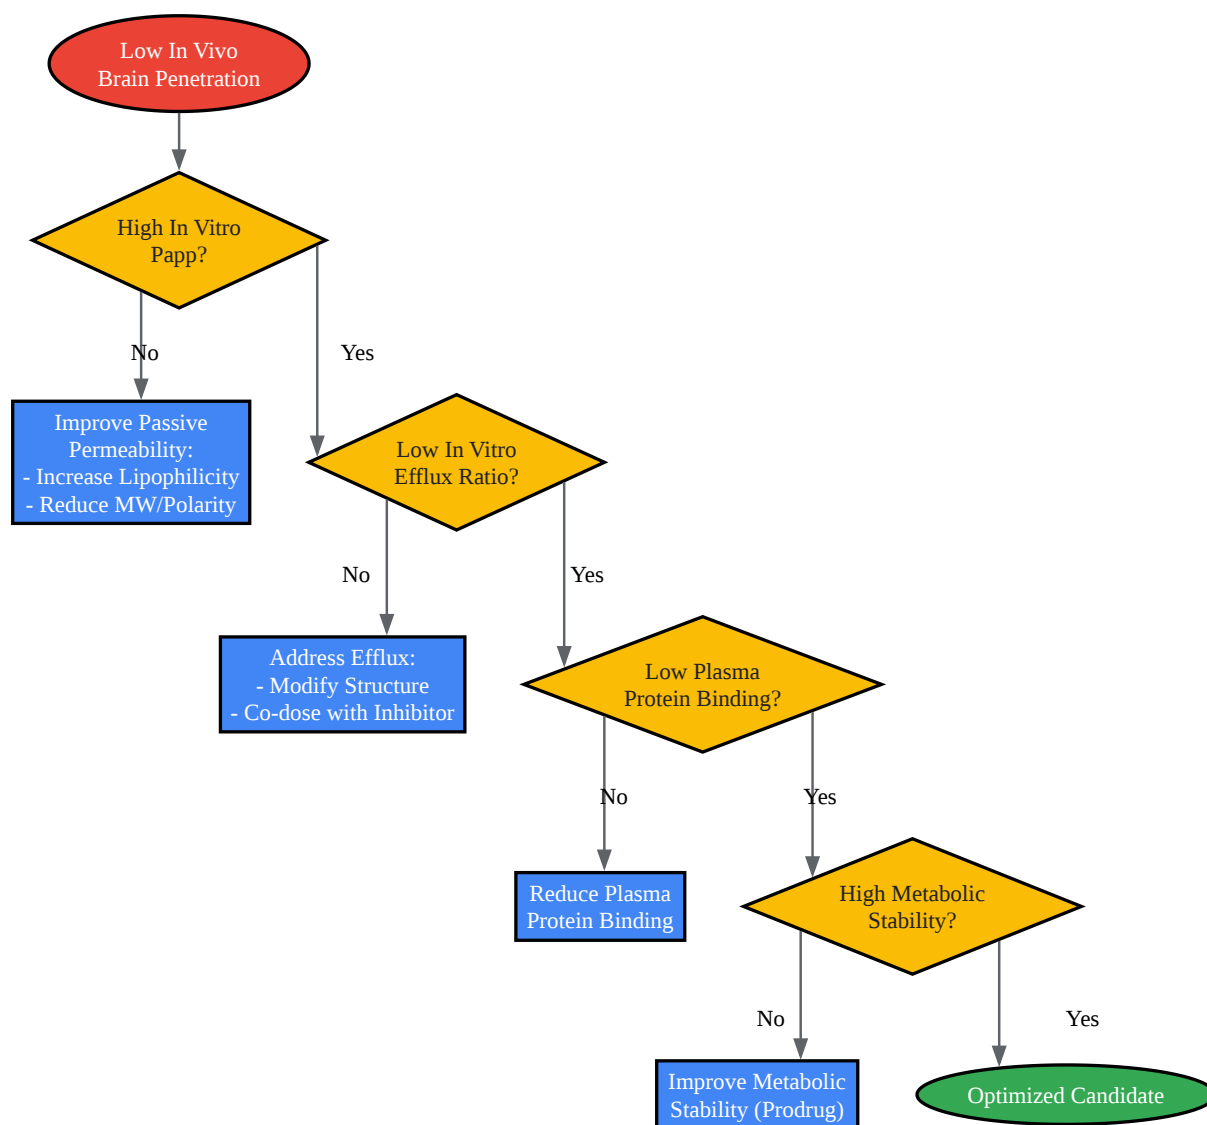 Low In Vivo
Brain Penetration
High In Vitro
Papp?
No
Yes
Improve Passive
Permeability:
- Increase Lipophilicity
- Reduce MW/Polarity
Low In Vitro
Efflux Ratio?
No
Yes
Address Efflux:
- Modify Structure
- Co-dose with Inhibitor
Low Plasma
Protein Binding?
No
Yes
Reduce Plasma
Protein Binding
High Metabolic
Stability?
No
Yes
Improve Metabolic
Stability (Prodrug)
Optimized Candidate